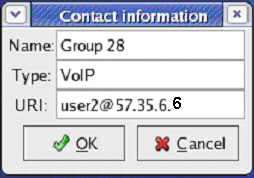 Contact information
Name: Group 28
Type: VoIP
URI: user2@57.35.6.6
OK Cancel